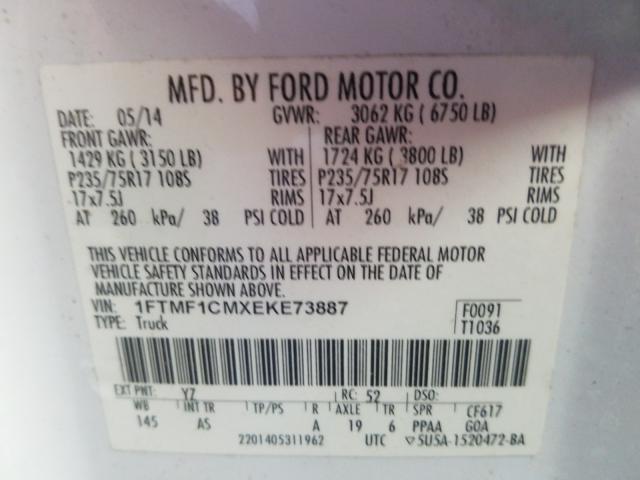 MFD. BY FORD MOTOR CO.
DATE: 05/14 GVWR: 3062 KG ( 6750 LB)
FRONT GAWR: REAR GAWR:
1429 KG ( 3150 LB) WITH 1724 KG ( 3800 LB) WITH
P235/75R17 108S TIRES P235/75R17 108S TIRES
17x7.5J RIMS 17x7.5J RIMS
AT 260 kPa/ 38 PSI COLD AT 260 kPa/ 38 PSI COLD
THIS VEHICLE CONFORMS TO ALL APPLICABLE FEDERAL MOTOR
VEHICLE SAFETY STANDARDS IN EFFECT ON THE DATE OF
MANUFACTURE SHOWN ABOVE.
VIN: 1FTMF1CMXEKE73887 F0091
TYPE: Truck T1036
EXT PNT: YZ RC: 52 DSO:
WB INT TR TP/PS R AXLE TR SPR CF617
145 AS A 19 6 PPAA GOA
2201405311962 UTC ▽5U5A-1520472-BA